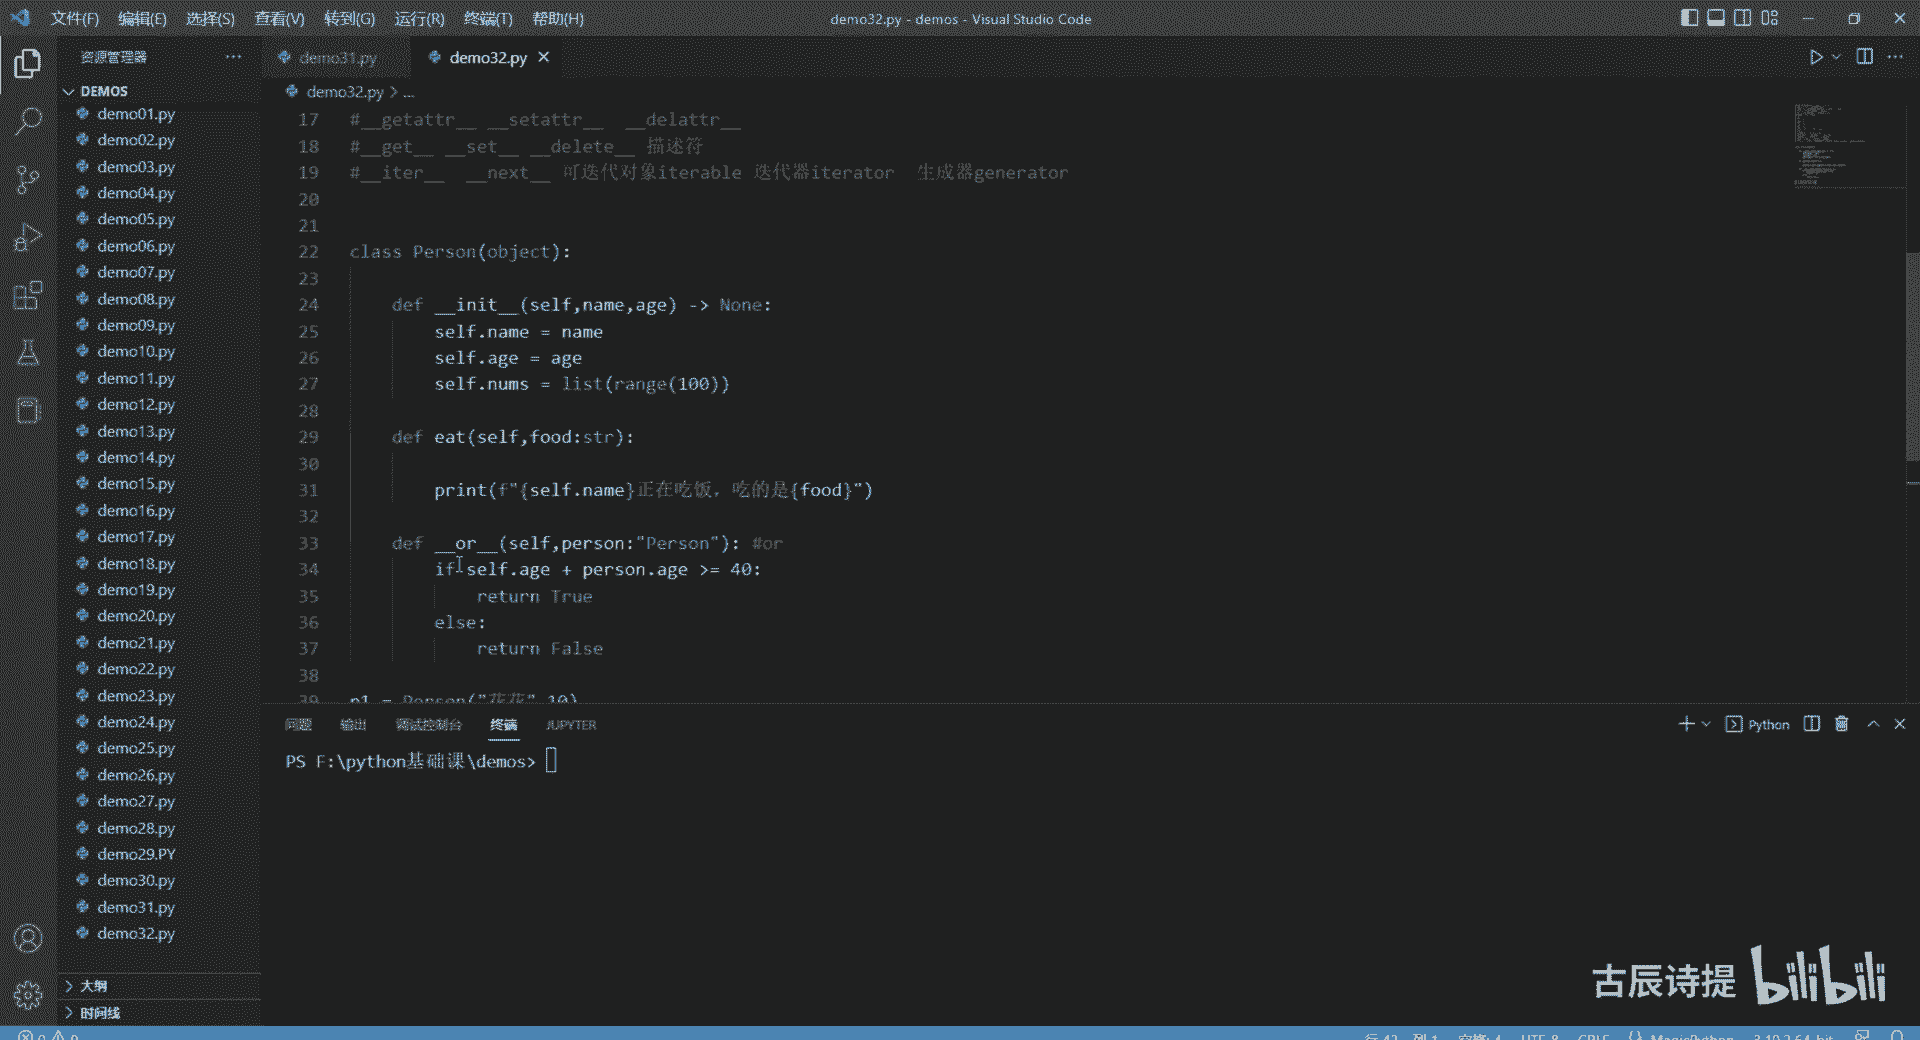 文件(F) 编辑(E) 选择(S) 查看(V) 转到(G) 运行(R) 终端(T) 帮助(H)
demo32.py - demos - Visual Studio Code
资源管理器
demo31.py
demo32.py
DEMOS
demo01.py
demo02.py
demo03.py
demo04.py
demo05.py
demo06.py
demo07.py
demo08.py
demo09.py
demo10.py
demo11.py
demo12.py
demo13.py
demo14.py
demo15.py
demo16.py
demo17.py
demo18.py
demo19.py
demo20.py
demo21.py
demo22.py
demo23.py
demo24.py
demo25.py
demo26.py
demo27.py
demo28.py
demo29.PY
demo30.py
demo31.py
demo32.py
大纲
时间线
demo32.py > ...
17 #__getattr__ __setattr__  __delattr__
18 #__get__ __set__ __delete__ 描述符
19 #__iter__  __next__ 可迭代对象iterable 迭代器iterator  生成器generator
20
21
22 class Person(object):
23
24     def __init__(self,name,age) -> None:
25         self.name = name
26         self.age = age
27         self.nums = list(range(100))
28
29     def eat(self,food:str):
30
31         print(f"{self.name}正在吃饭，吃的是{food}")
32
33     def __or__(self,person:"Person"): #or
34         if self.age + person.age >= 40:
35             return True
36         else:
37             return False
38
39 p1 = Person("花花",10)
问题 输出 调试控制台 终端 JUPYTER
Python
PS F:\python基础课\demos>
古辰诗提 bilibili